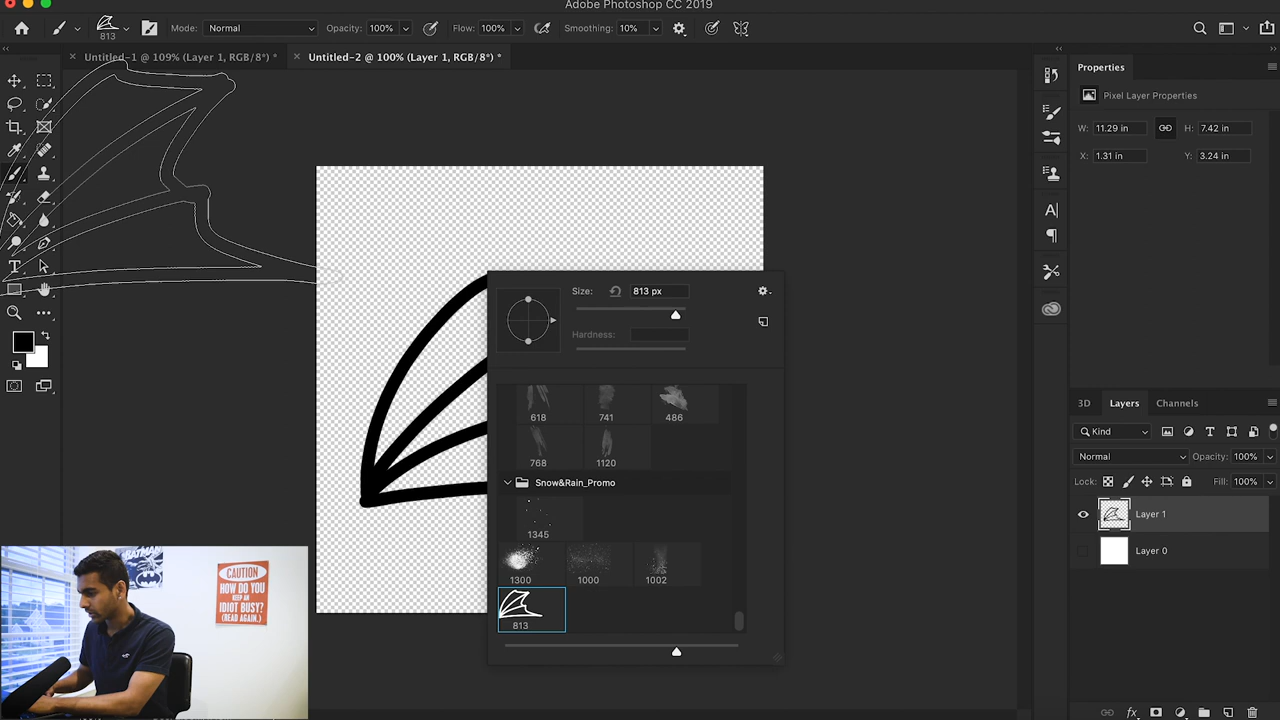 Adobe Photoshop CC 2019
813
Mode: Normal
Opacity: 100%
Flow: 100%
Smoothing: 10%
Untitled-1 @ 109% (Layer 1, RGB/8*) *
Untitled-2 @ 100% (Layer 1, RGB/8*) *
Properties
Pixel Layer Properties
W: 11.29 in
H: 7.42 in
X: 1.31 in
Y: 3.24 in
Size: 813 px
Hardness:
618
741
486
768
1120
Snow&Rain_Promo
1345
1300
1000
1002
813
3D
Layers
Channels
Kind
Normal
Opacity: 100%
Lock:
Fill: 100%
Layer 1
Layer 0
BATMAN
CAUTION
HOW DO YOU
KEEP AN
IDIOT BUSY?
(READ AGAIN.)